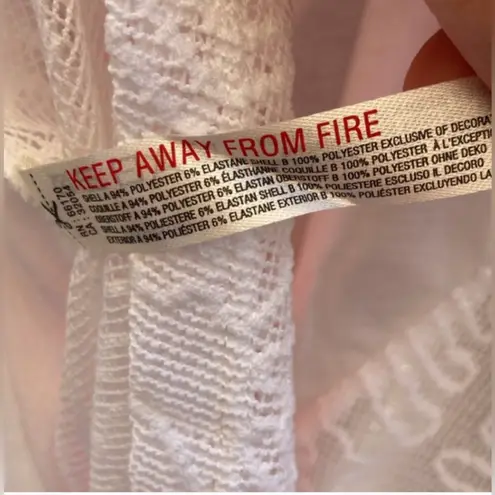 KEEP AWAY FROM FIRE
SHELL A 94% POLYESTER 6% ELASTANE SHELL B 100% POLYESTER EXCLUSIVE OF DECORA
COQUILLE A 94% POLYESTER 6% ÉLASTHANNE COQUILLE B 100% POLYESTER À L'EXCEPTI
OBERSTOFF A 94% POLYESTER 6% ELASTAN OBERSTOFF B 100% POLYESTER OHNE DEKO
SHELL A 94% POLIESTERE 6% ELASTAN SHELL B 100% POLIESTERE ESCLUSO IL DECORO
EXTERIOR A 94% POLIÉSTER 6% ELASTANE EXTERIOR B 100% POLIÉSTER EXCLUYENDO LA